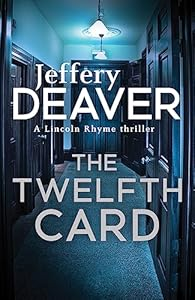 Jeffery
DEAVER
A Lincoln Rhyme thriller
THE
TWELFTH
CARD